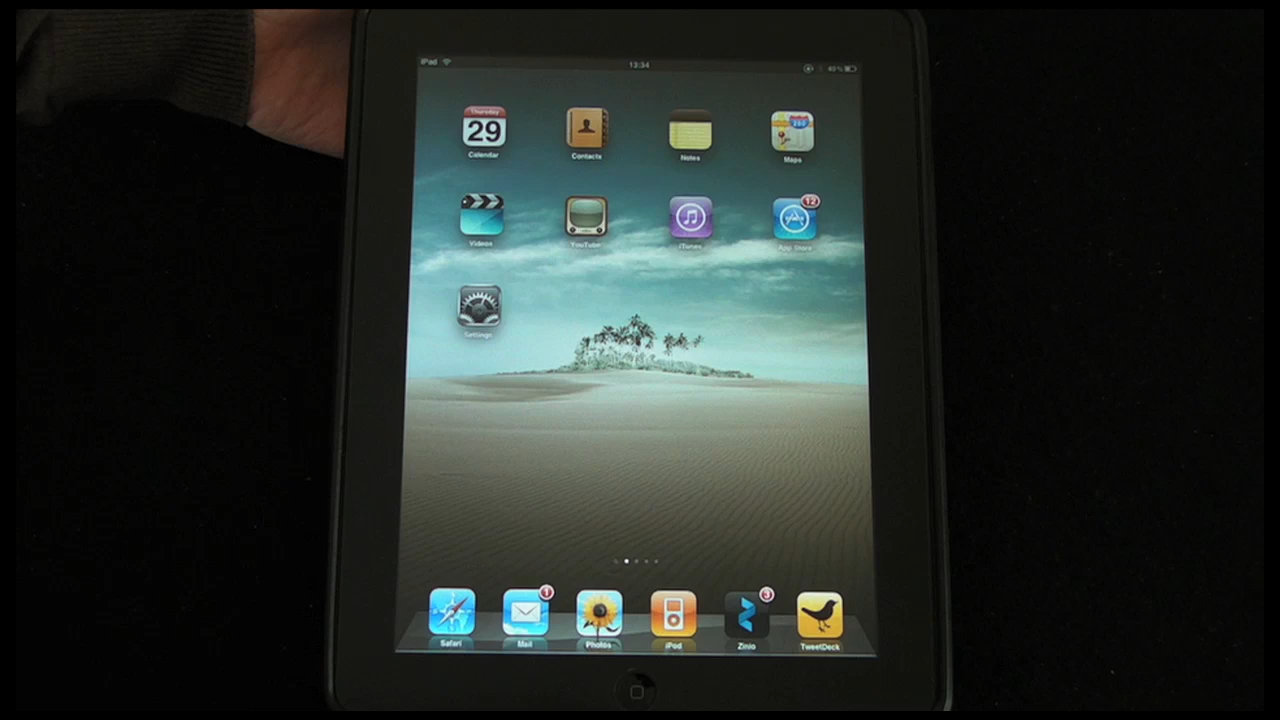 iPad 13:34
Thursday
29
Calendar Contacts Notes Maps
12
Videos YouTube iTunes App Store
Settings
1 3
Safari Mail Photos iPod Zinio TweetDeck